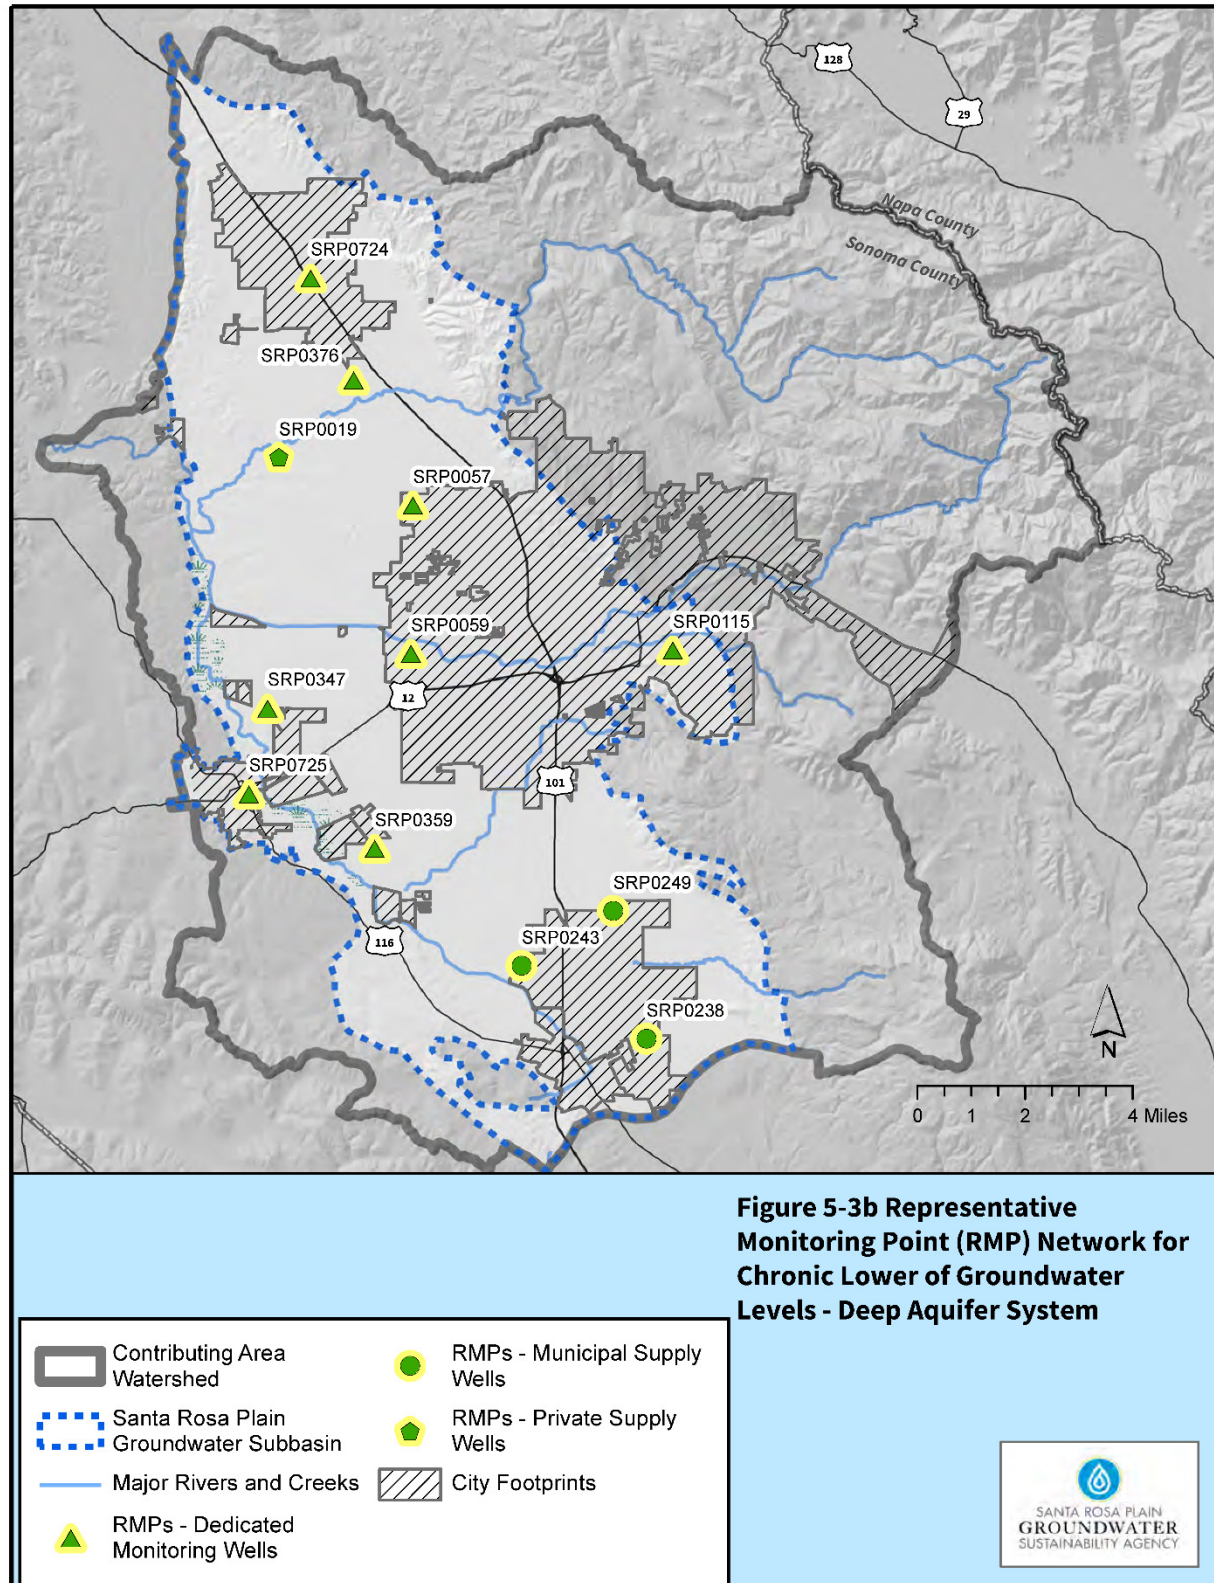 128
29
Napa County
Sonoma County
SRP0724
SRP0376
SRP0019
SRP0057
SRP0059
SRP0115
SRP0347
12
SRP0725
101
SRP0359
SRP0249
SRP0243
116
SRP0238
N
0 1 2 4 Miles
Figure 5-3b Representative
Monitoring Point (RMP) Network for
Chronic Lower of Groundwater
Levels - Deep Aquifer System
Contributing Area
Watershed
Santa Rosa Plain
Groundwater Subbasin
Major Rivers and Creeks
RMPs - Dedicated
Monitoring Wells
RMPs - Municipal Supply
Wells
RMPs - Private Supply
Wells
City Footprints
SANTA ROSA PLAIN
GROUNDWATER
SUSTAINABILITY AGENCY